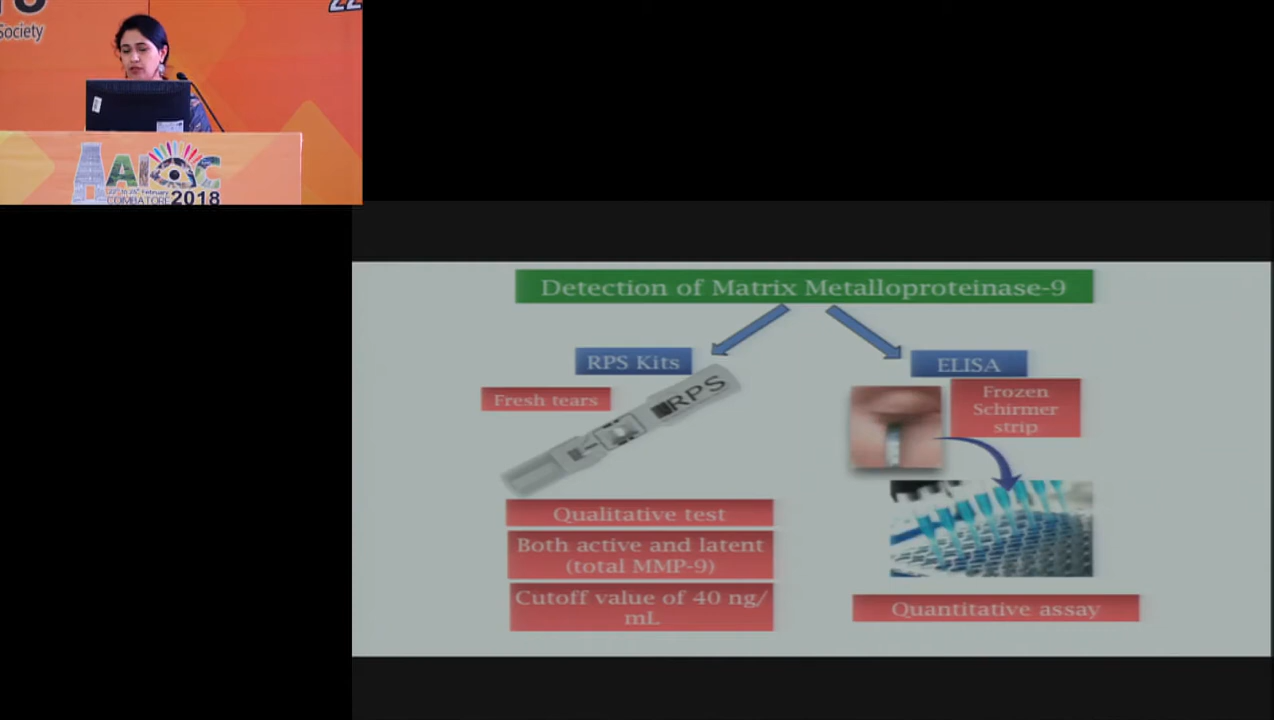 Society
22
AIOC
COIMBATORE 2018
Detection of Matrix Metalloproteinase-9
RPS Kits
ELISA
Fresh tears
RPS
Frozen
Schirmer
strip
Qualitative test
Both active and latent
(total MMP-9)
Cutoff value of 40 ng/
mL
Quantitative assay